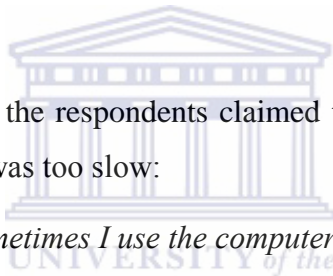 the respondents claimed
was too slow:
metimes I use the computer
UNIVERSITY of the